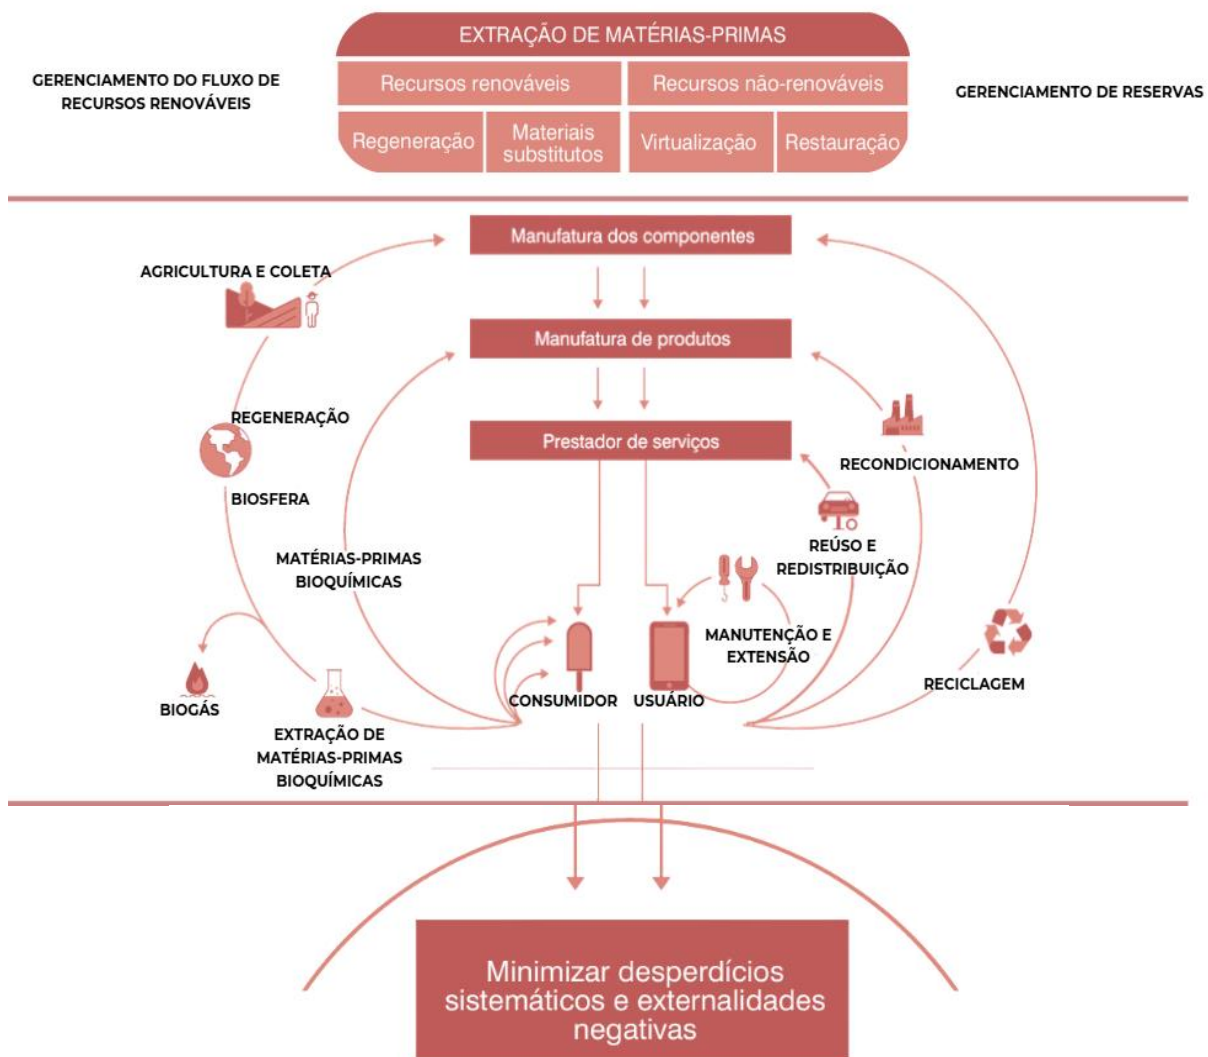 EXTRAÇÃO DE MATÉRIAS-PRIMAS
GERENCIAMENTO DO FLUXO DE
RECURSOS RENOVÁVEIS
Recursos renováveis
Recursos não-renováveis
GERENCIAMENTO DE RESERVAS
Regeneração
Materiais
substitutos
Virtualização
Restauração
Manufatura dos componentes
AGRICULTURA E COLETA
Manufatura de produtos
REGENERAÇÃO
Prestador de serviços
RECONDICIONAMENTO
BIOSFERA
MATÉRIAS-PRIMAS
BIOQUÍMICAS
REÚSO E
REDISTRIBUIÇÃO
MANUTENÇÃO E
EXTENSÃO
RECICLAGEM
CONSUMIDOR
USUÁRIO
BIOGÁS
EXTRAÇÃO DE
MATÉRIAS-PRIMAS
BIOQUÍMICAS
Minimizar desperdícios
sistemáticos e externalidades
negativas